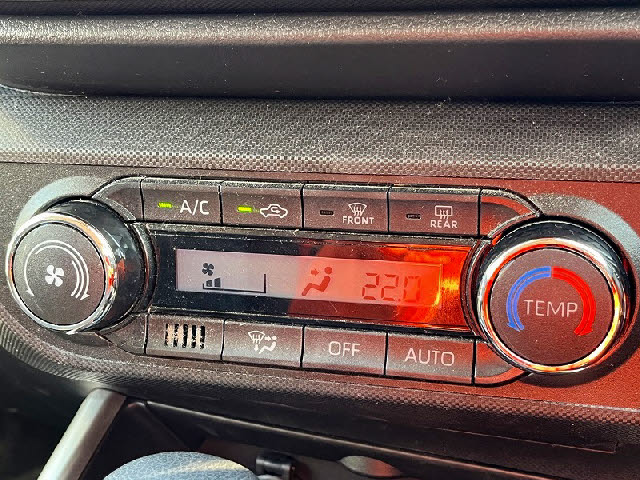 A/C
FRONT
REAR
22.0
TEMP
OFF
AUTO